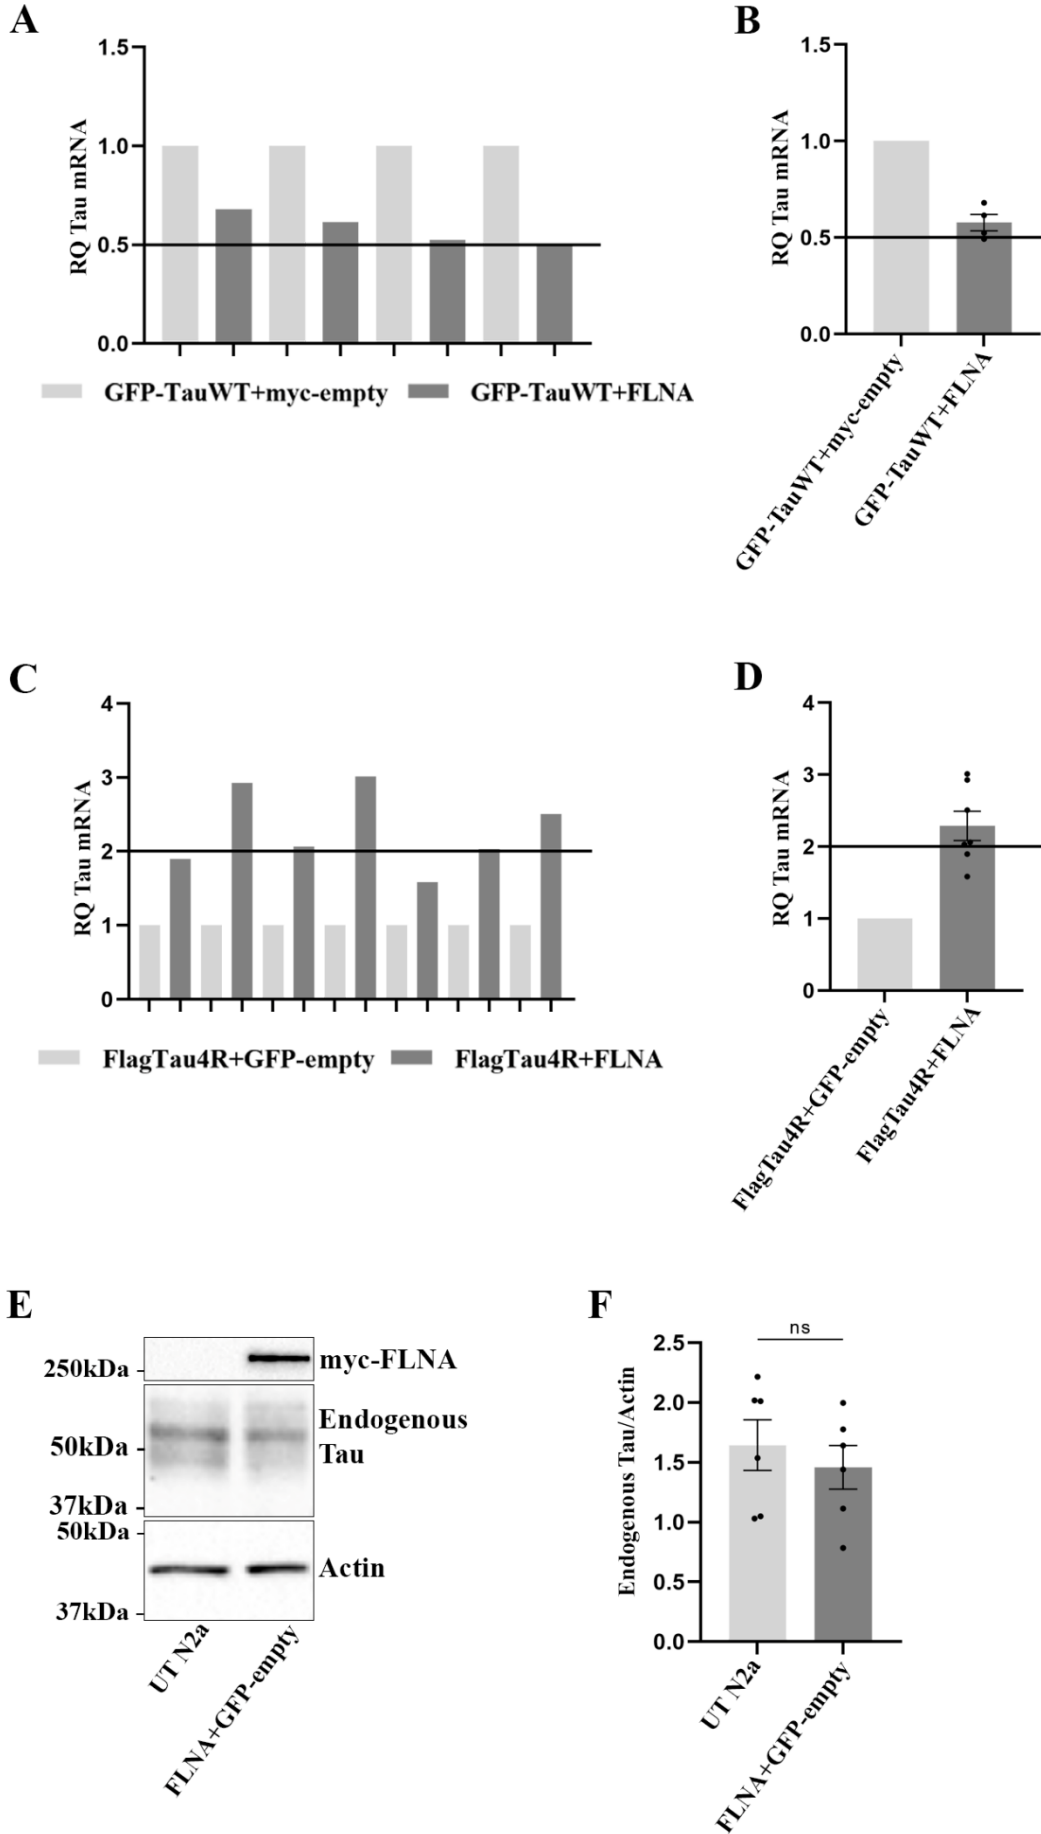 A
RQ Tau mRNA
1.5
1.0
0.5
0.0
GFP-TauWT+myc-empty GFP-TauWT+FLNA
B
RQ Tau mRNA
1.5
1.0
0.5
0.0
GFP-TauWT+myc-empty
GFP-TauWT+FLNA
C
RQ Tau mRNA
4
3
2
1
0
FlagTau4R+GFP-empty FlagTau4R+FLNA
D
RQ Tau mRNA
4
3
2
1
0
FlagTau4R+GFP-empty
FlagTau4R+FLNA
E
250kDa
myc-FLNA
Endogenous
Tau
50kDa
37kDa
50kDa
Actin
37kDa
UT N2a
FLNA+GFP-empty
F
ns
Endogenous Tau/Actin
2.5
2.0
1.5
1.0
0.5
0.0
UT N2a
FLNA+GFP-empty